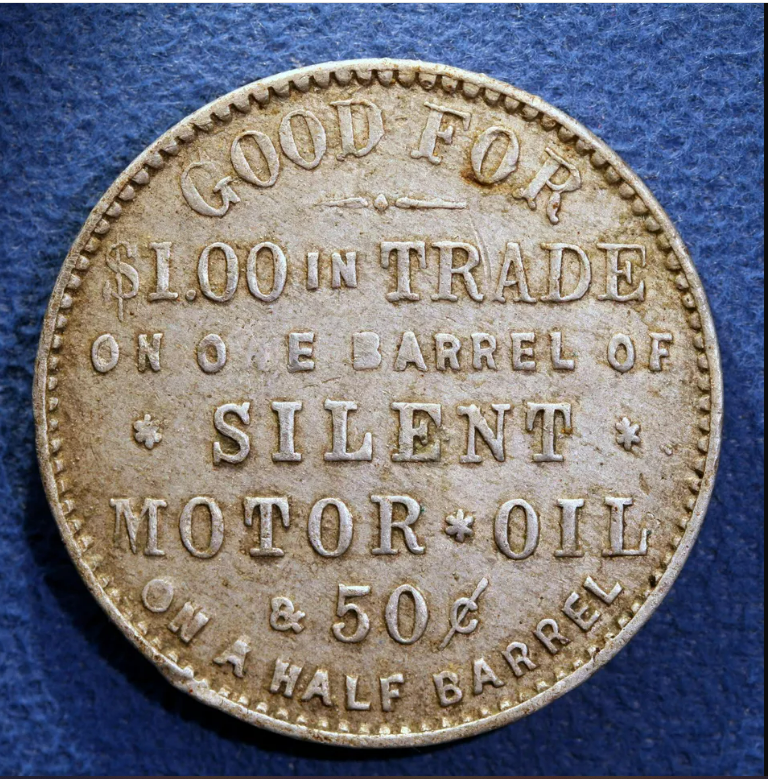 GOOD FOR
$1.00 IN TRADE
ON O E BARREL OF
* SILENT *
MOTOR * OIL
& 50¢
ON A HALF BARREL